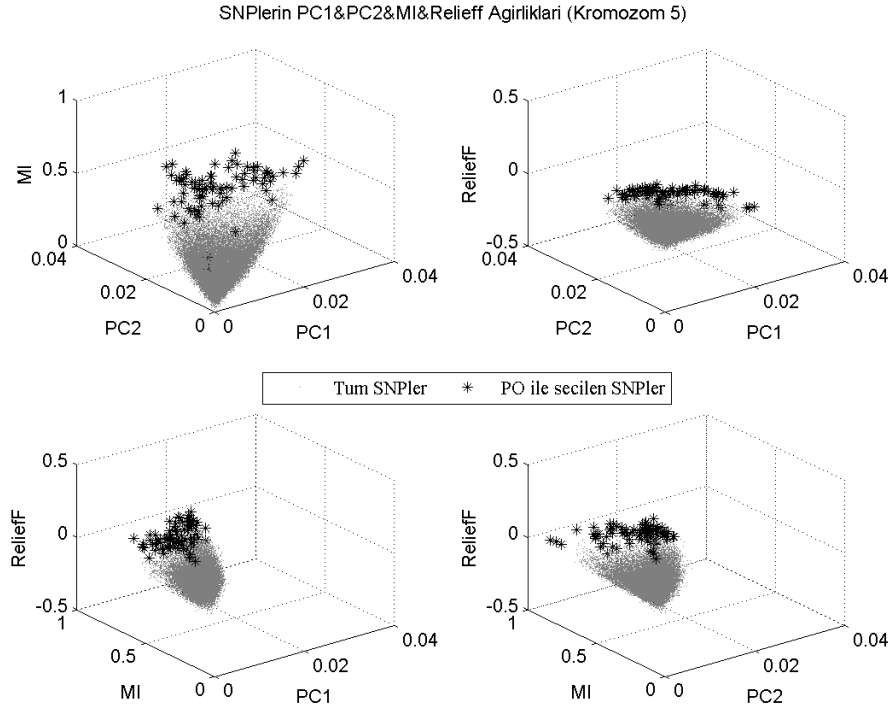 SNPlerin PC1&PC2&MI&Relieff Agirliklari (Kromozom 5)
1
0.5
0
MI
0.04
0.02
0
PC2
0
0.02
0.04
PC1
0.5
0
-0.5
ReliefF
0.04
0.02
0
PC2
0
0.02
0.04
PC1
Tum SNPler
PO ile secilen SNPler
0.5
0
-0.5
ReliefF
1
0.5
0
MI
0
0.02
0.04
PC1
0.5
0
-0.5
ReliefF
1
0.5
0
MI
0
0.02
0.04
PC2